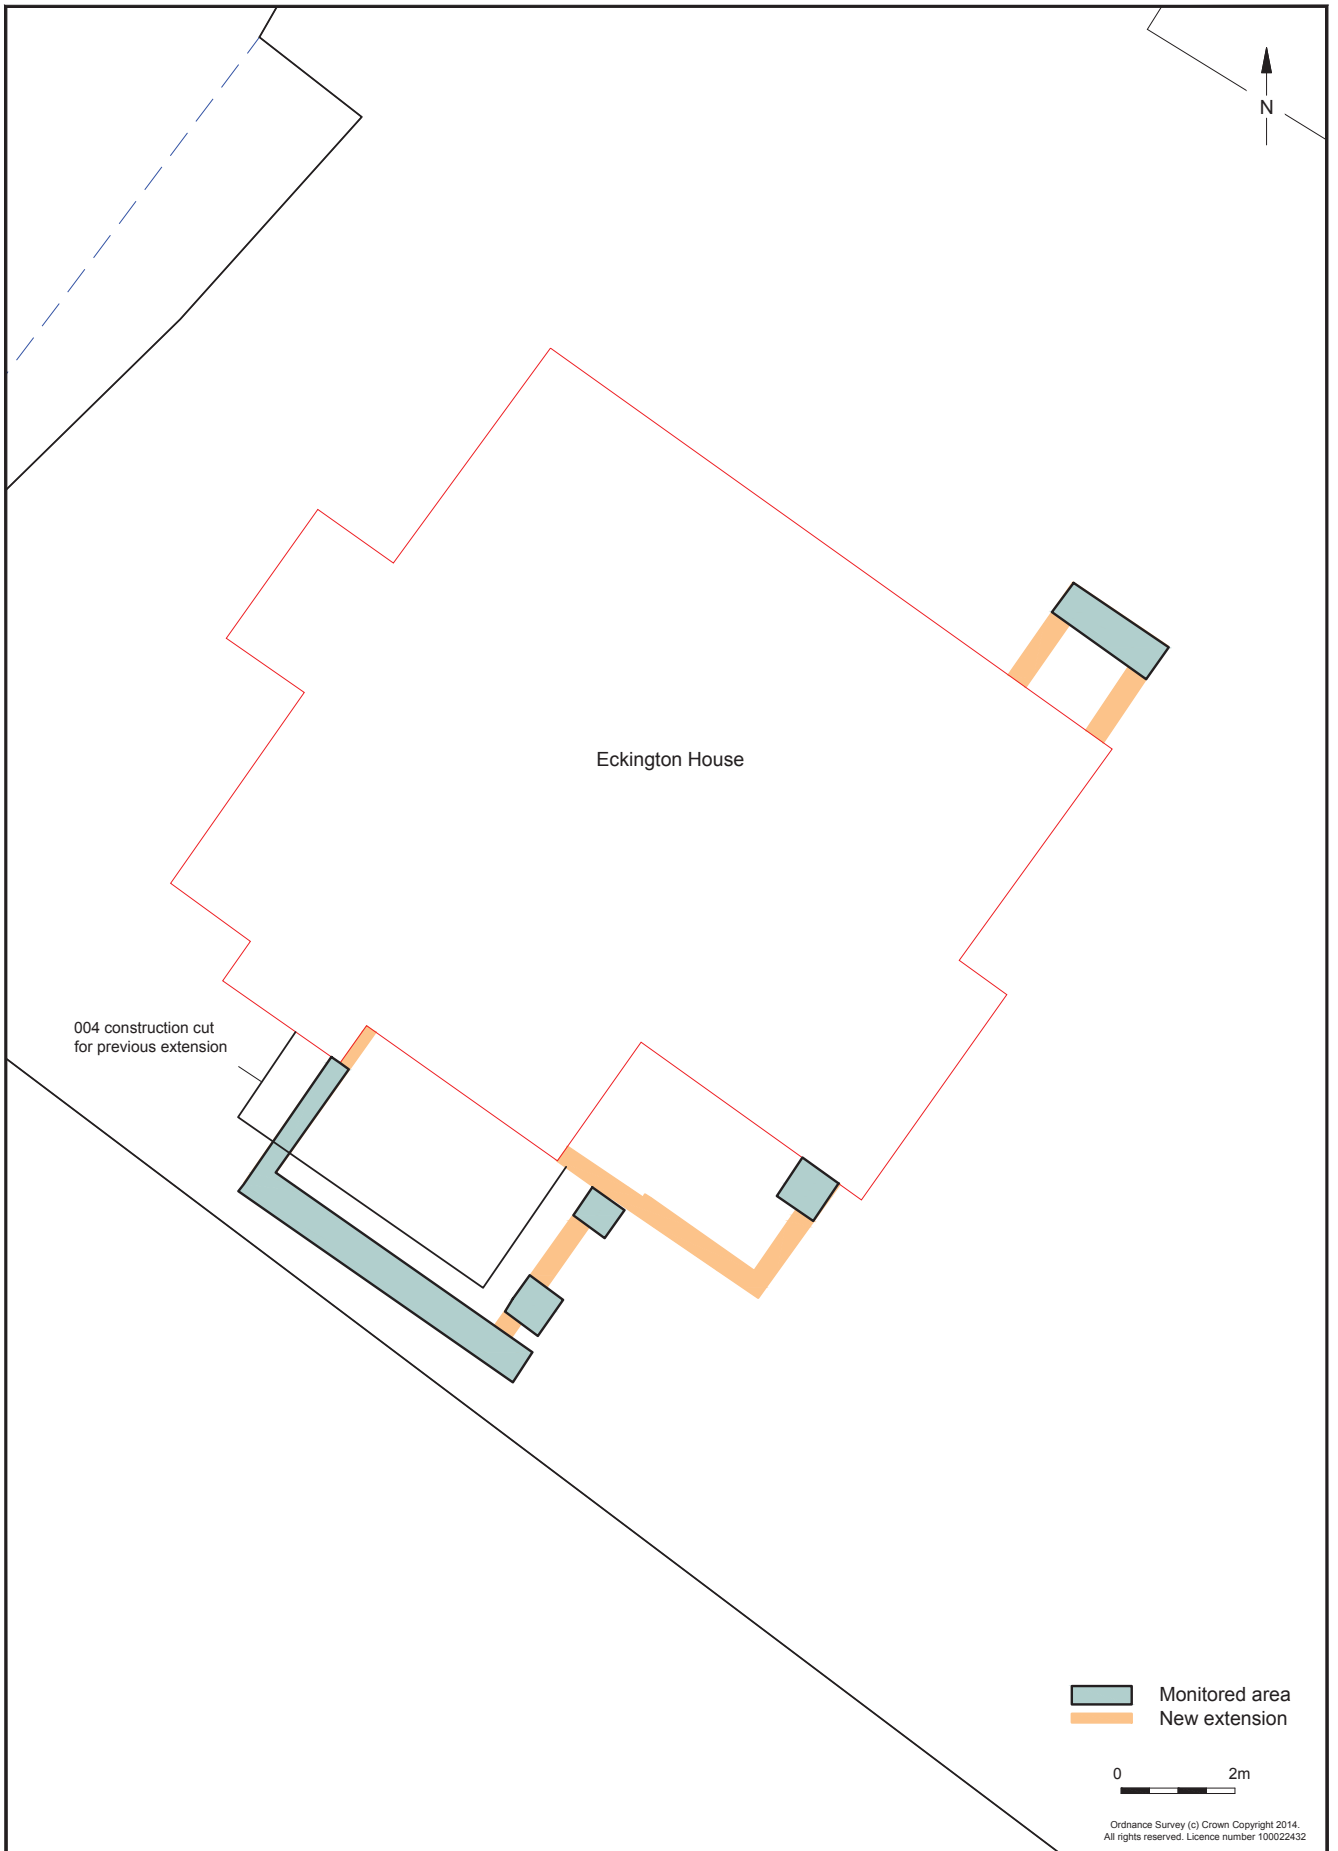 N
Eckington House
004 construction cut
for previous extension
Monitored area
New extension
0 2m
Ordnance Survey (c) Crown Copyright 2014.
All rights reserved. Licence number 100022432